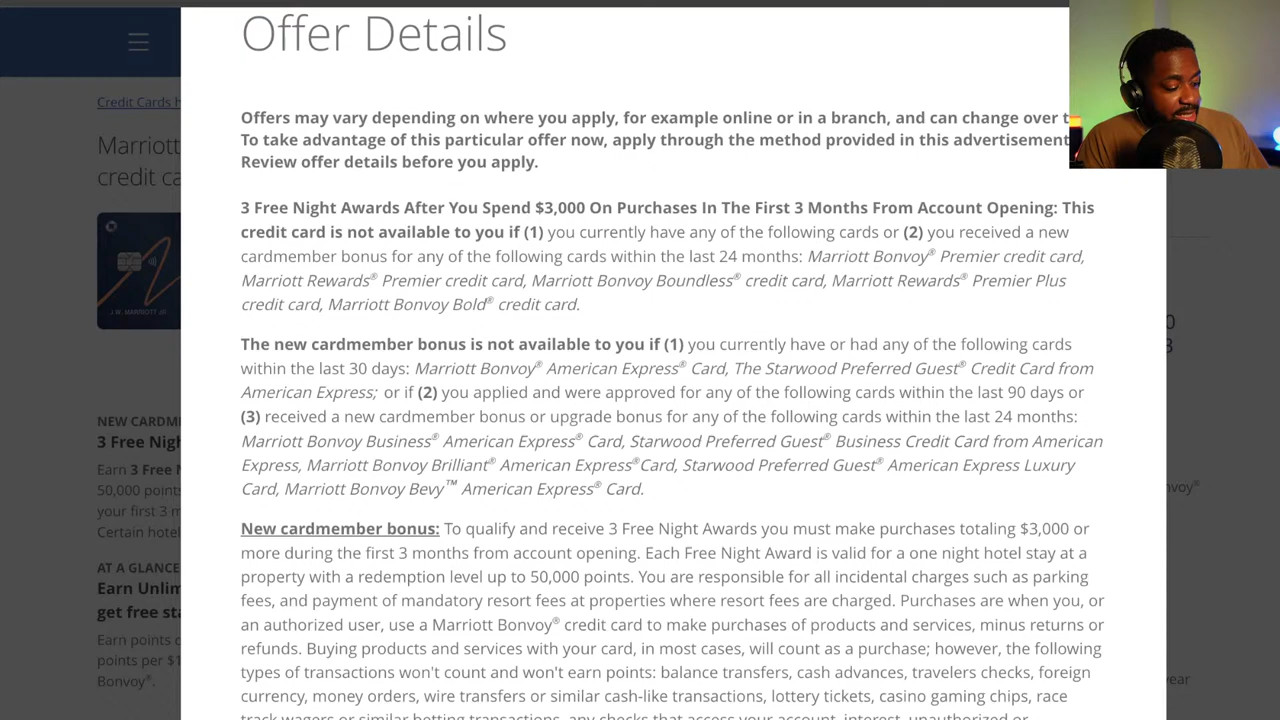 Offer Details
Credit Cards h
Offers may vary depending on where you apply, for example online or in a branch, and can change over t
To take advantage of this particular offer now, apply through the method provided in this advertisement
Review offer details before you apply.
Marriott
credit ca
3 Free Night Awards After You Spend $3,000 On Purchases In The First 3 Months From Account Opening: This
credit card is not available to you if (1) you currently have any of the following cards or (2) you received a new
cardmember bonus for any of the following cards within the last 24 months: Marriott Bonvoy® Premier credit card,
Marriott Rewards® Premier credit card, Marriott Bonvoy Boundless® credit card, Marriott Rewards® Premier Plus
credit card, Marriott Bonvoy Bold® credit card.
J.W. MARRIOTT JR.
0
8
The new cardmember bonus is not available to you if (1) you currently have or had any of the following cards
within the last 30 days: Marriott Bonvoy® American Express® Card, The Starwood Preferred Guest® Credit Card from
American Express; or if (2) you applied and were approved for any of the following cards within the last 90 days or
(3) received a new cardmember bonus or upgrade bonus for any of the following cards within the last 24 months:
Marriott Bonvoy Business® American Express® Card, Starwood Preferred Guest® Business Credit Card from American
Express, Marriott Bonvoy Brilliant® American Express®Card, Starwood Preferred Guest® American Express Luxury
Card, Marriott Bonvoy Bevy™ American Express® Card.
NEW CARDM
3 Free Nigh
Earn 3 Free N
50,000 points
your first 3 m
Certain hotel
nvoy®
New cardmember bonus: To qualify and receive 3 Free Night Awards you must make purchases totaling $3,000 or
more during the first 3 months from account opening. Each Free Night Award is valid for a one night hotel stay at a
property with a redemption level up to 50,000 points. You are responsible for all incidental charges such as parking
fees, and payment of mandatory resort fees at properties where resort fees are charged. Purchases are when you, or
an authorized user, use a Marriott Bonvoy® credit card to make purchases of products and services, minus returns or
refunds. Buying products and services with your card, in most cases, will count as a purchase; however, the following
types of transactions won't count and won't earn points: balance transfers, cash advances, travelers checks, foreign
currency, money orders, wire transfers or similar cash-like transactions, lottery tickets, casino gaming chips, race
track wagers or similar betting transactions, any checks that access your account, interest, unauthorized or
AT A GLANCE
Earn Unlim
get free sta
Earn points o
points per $1
Bonvoy®.
year